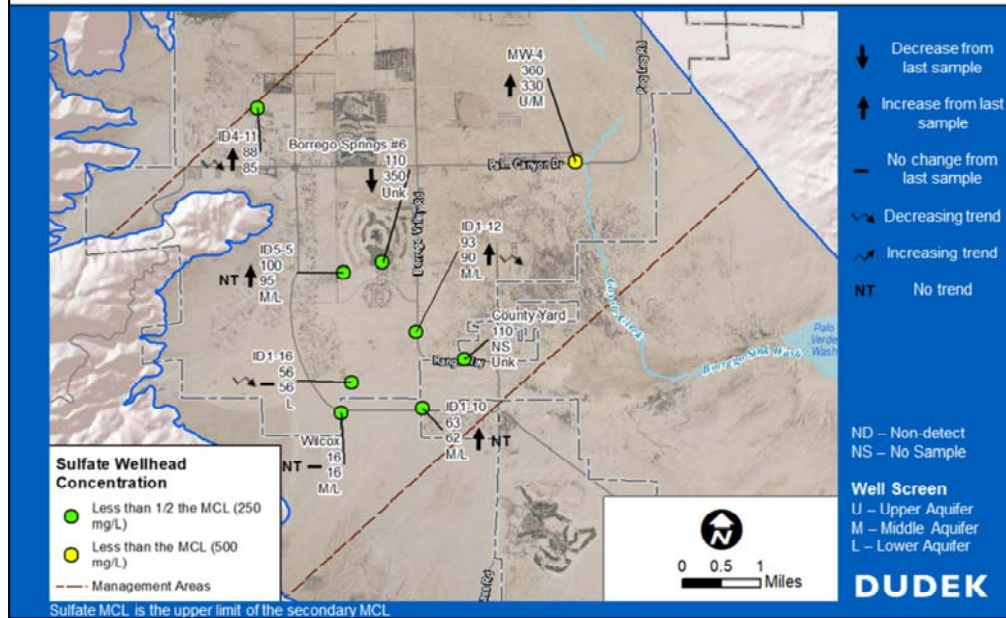 MW-4
360
330
U/M
Peg Leg Rd
ID4-11
88
85
Borrego Springs #6
110
350
Unk
Palm Canyon Dr
Borrego Valley Rd
ID1-12
93
90
M/L
ID5-5
100
95
M/L
NT
County Yard
110
NS
Unk
Coyote Creek
Borrego Sink Wash
Palo
Verde
Wash
ID1-16
56
56
L
ID1-10
63
62
M/L
NT
Wilcox
16
16
M/L
NT
Sulfate Wellhead
Concentration
Less than 1/2 the MCL (250
mg/L)
Less than the MCL (500
mg/L)
Management Areas
N
0 0.5 1
Miles
Sulfate MCL is the upper limit of the secondary MCL
Decrease from
last sample
Increase from last
sample
No change from
last sample
Decreasing trend
Increasing trend
NT
No trend
ND – Non-detect
NS – No Sample
Well Screen
U – Upper Aquifer
M – Middle Aquifer
L – Lower Aquifer
DUDEK